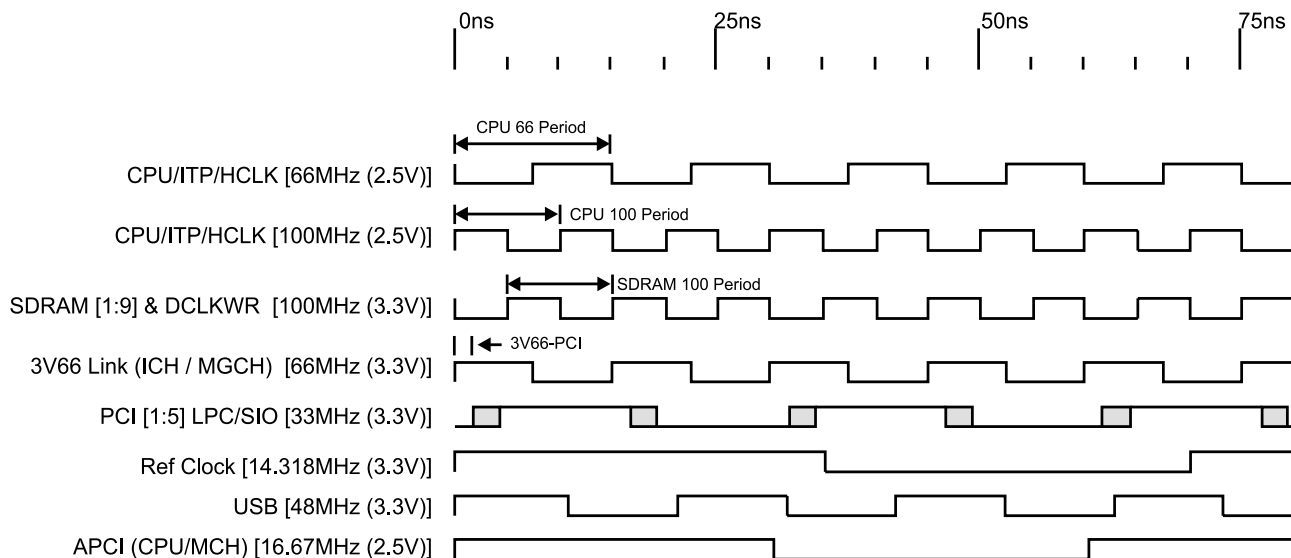 0ns 25ns 50ns 75ns
CPU 66 Period
CPU/ITP/HCLK [66MHz (2.5V)]
CPU 100 Period
CPU/ITP/HCLK [100MHz (2.5V)]
SDRAM 100 Period
SDRAM [1:9] & DCLKWR [100MHz (3.3V)]
3V66-PCI
3V66 Link (ICH / MGCH) [66MHz (3.3V)]
PCI [1:5] LPC/SIO [33MHz (3.3V)]
Ref Clock [14.318MHz (3.3V)]
USB [48MHz (3.3V)]
APCI (CPU/MCH) [16.67MHz (2.5V)]